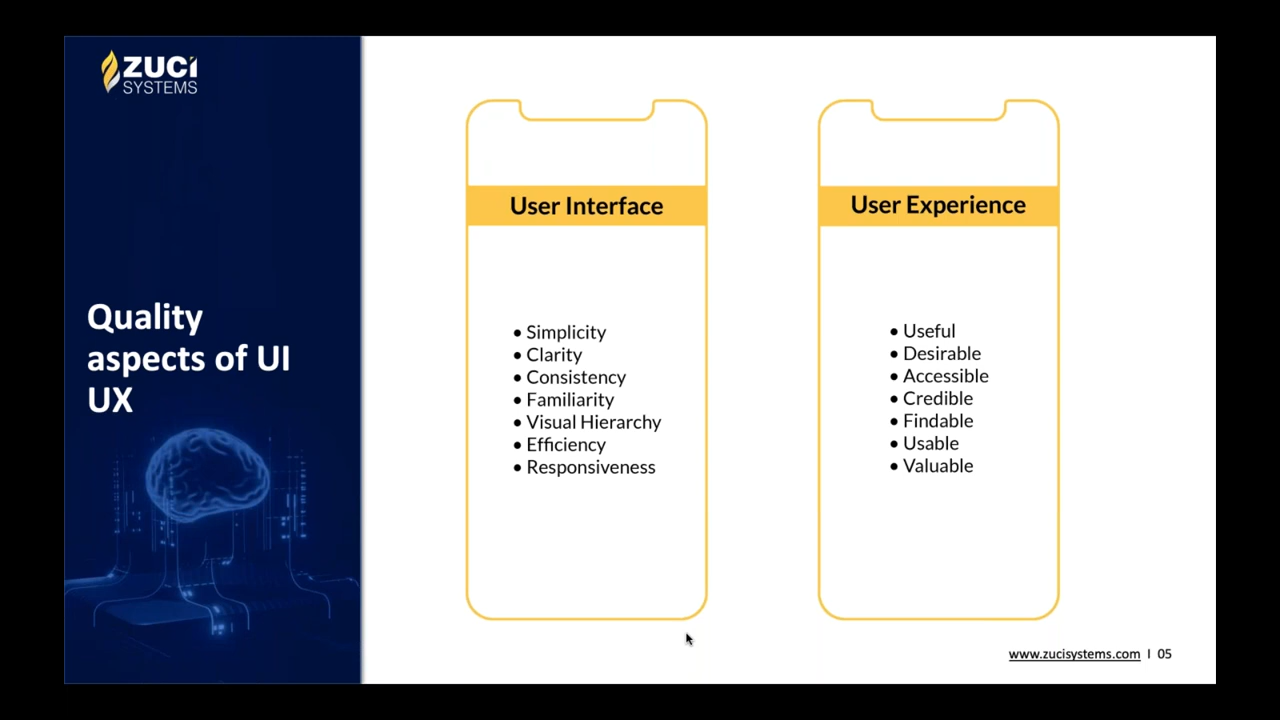 ZUCi
SYSTEMS
Quality
aspects of UI
UX
User Interface
• Simplicity
• Clarity
• Consistency
• Familiarity
• Visual Hierarchy
• Efficiency
• Responsiveness
User Experience
• Useful
• Desirable
• Accessible
• Credible
• Findable
• Usable
• Valuable
www.zucisystems.com I 05